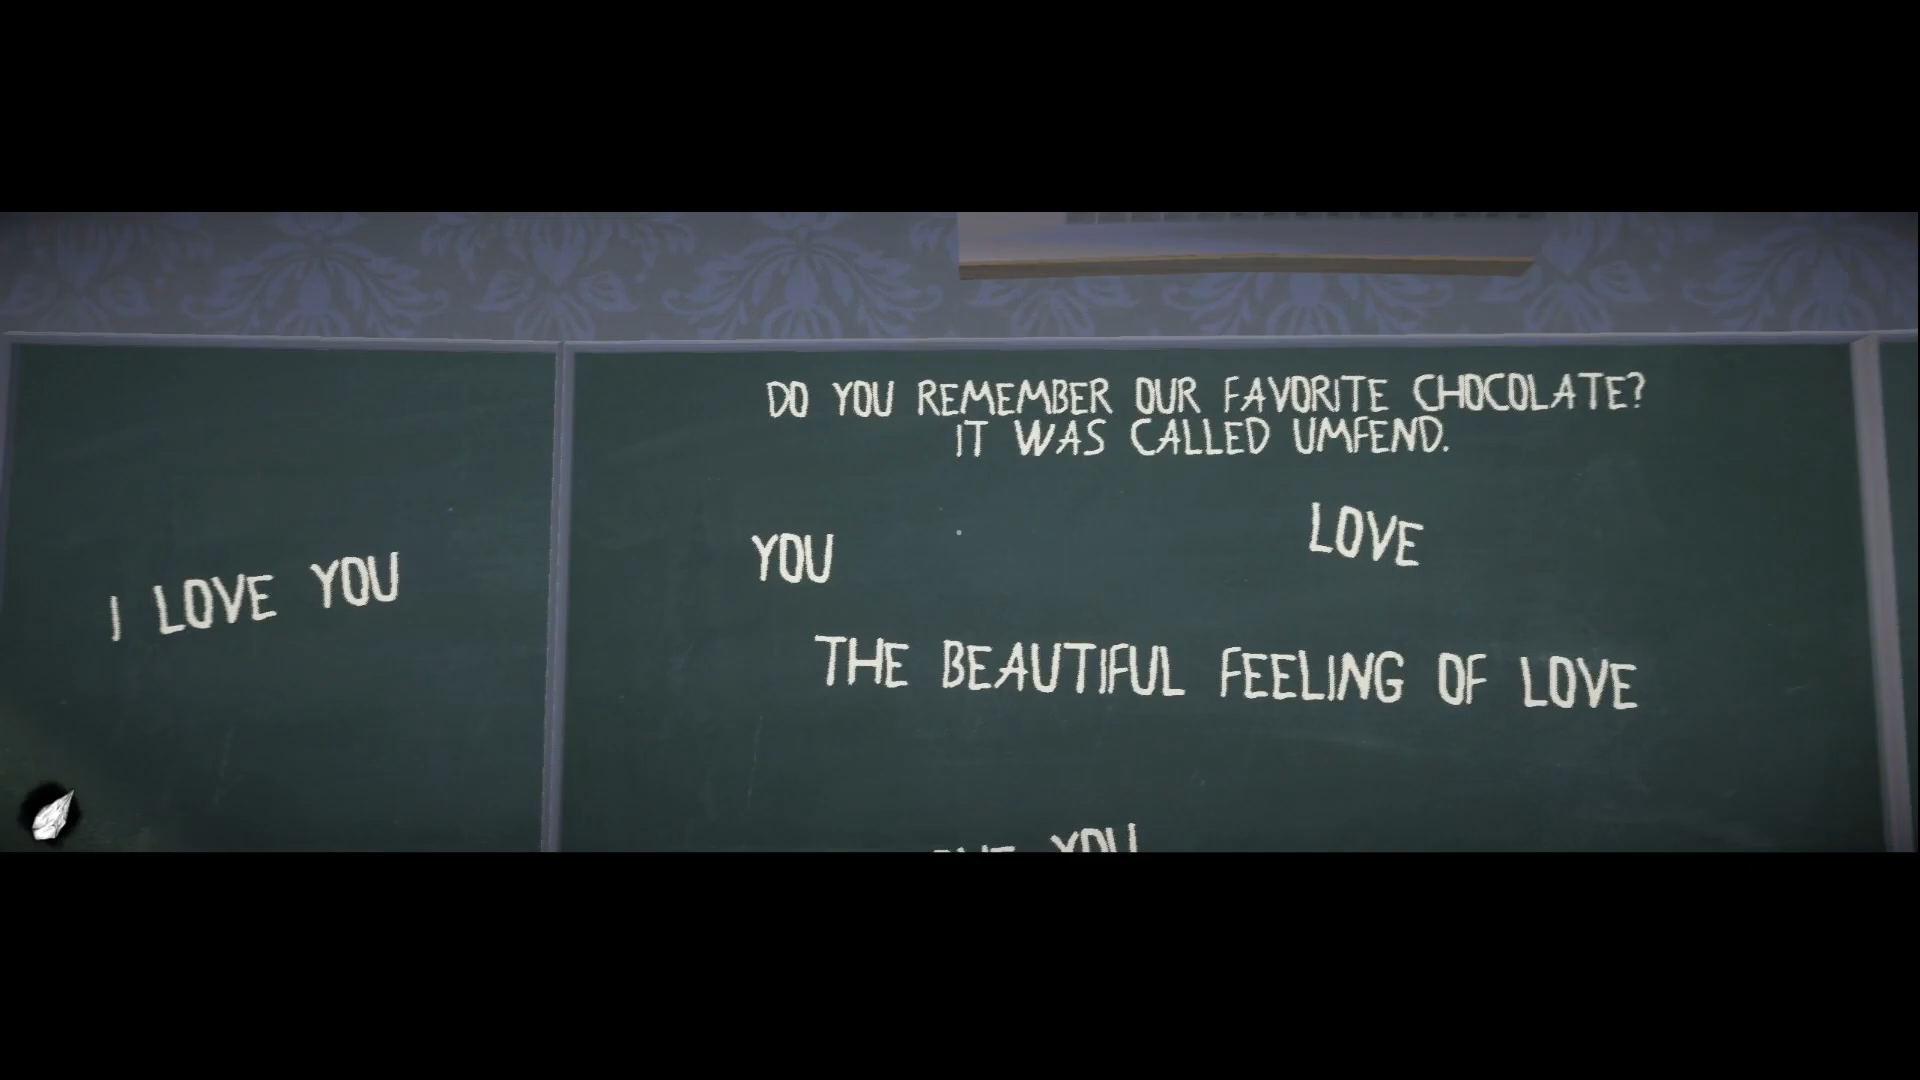 DO YOU REMEMBER OUR FAVORITE CHOCOLATE?
IT WAS CALLED UMFEND.
I LOVE YOU
YOU
LOVE
THE BEAUTIFUL FEELING OF LOVE
YOU